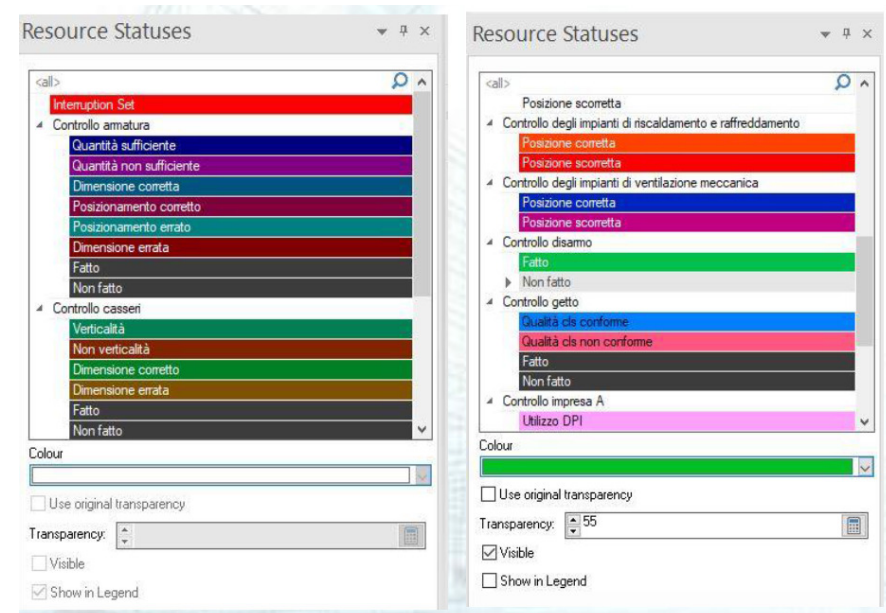 Resource Statuses
<all>
Interruption Set
Controllo armatura
Quantità sufficiente
Quantità non sufficiente
Dimensione corretta
Posizionamento corretto
Posizionamento errato
Dimensione errata
Fatto
Non fatto
Controllo casseri
Verticalità
Non verticalità
Dimensione corretto
Dimensione errata
Fatto
Non fatto
Colour
Use original transparency
Transparency:
Visible
Show in Legend
Resource Statuses
<all>
Posizione scorretta
Controllo degli impianti di riscaldamento e raffreddamento
Posizione corretta
Posizione scorretta
Controllo degli impianti di ventilazione meccanica
Posizione corretta
Posizione scorretta
Controllo disarmo
Fatto
Non fatto
Controllo getto
Qualità cls conforme
Qualità cls non conforme
Fatto
Non fatto
Controllo impresa A
Utilizzo DPI
Colour
Use original transparency
Transparency: 55
Visible
Show in Legend